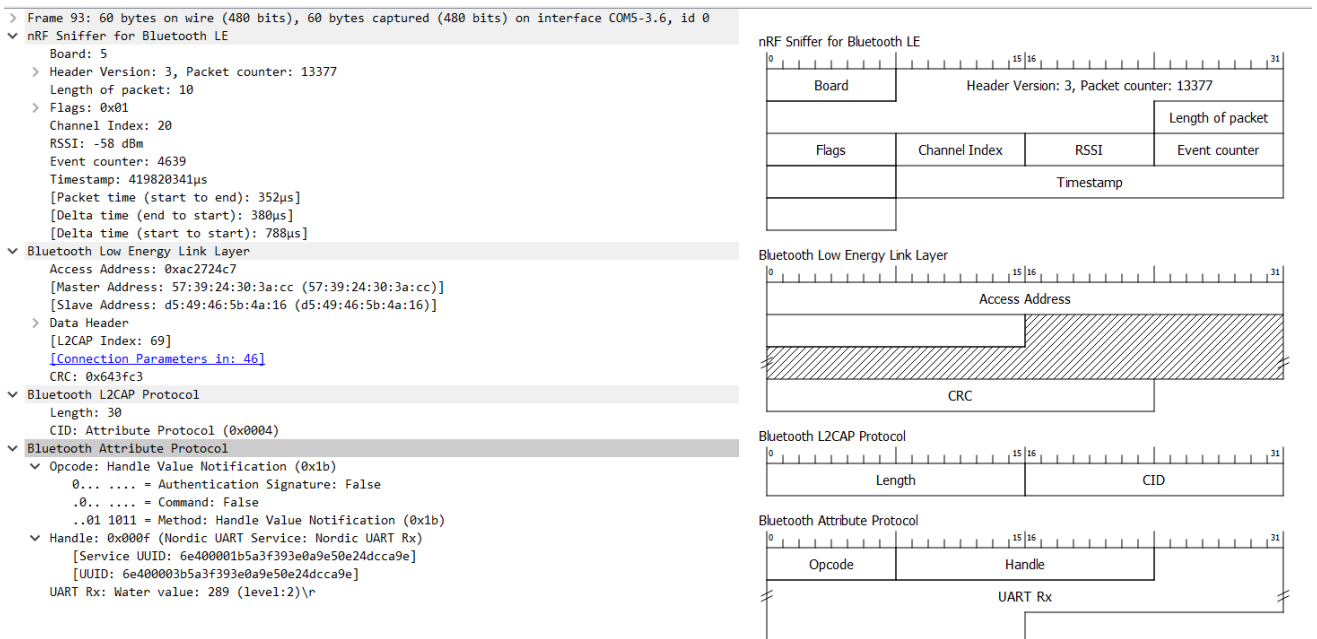 Frame 93: 60 bytes on wire (480 bits), 60 bytes captured (480 bits) on interface COM5-3.6, id 0
nRF Sniffer for Bluetooth LE
Board: 5
Header Version: 3, Packet counter: 13377
Length of packet: 10
Flags: 0x01
Channel Index: 20
RSSI: -58 dBm
Event counter: 4639
Timestamp: 419820341µs
[Packet time (start to end): 352µs]
[Delta time (end to start): 380µs]
[Delta time (start to start): 788µs]
Bluetooth Low Energy Link Layer
Access Address: 0xac2724c7
[Master Address: 57:39:24:30:3a:cc (57:39:24:30:3a:cc)]
[Slave Address: d5:49:46:5b:4a:16 (d5:49:46:5b:4a:16)]
Data Header
[L2CAP Index: 69]
[Connection Parameters in: 46]
CRC: 0x643fc3
Bluetooth L2CAP Protocol
Length: 30
CID: Attribute Protocol (0x0004)
Bluetooth Attribute Protocol
Opcode: Handle Value Notification (0x1b)
0... .... = Authentication Signature: False
.0.. .... = Command: False
..01 1011 = Method: Handle Value Notification (0x1b)
Handle: 0x000f (Nordic UART Service: Nordic UART Rx)
[Service UUID: 6e400001b5a3f393e0a9e50e24dcca9e]
[UUID: 6e400003b5a3f393e0a9e50e24dcca9e]
UART Rx: Water value: 289 (level:2)\r
nRF Sniffer for Bluetooth LE
0 15 16 31
Board Header Version: 3, Packet counter: 13377
Length of packet
Flags Channel Index RSSI Event counter
Timestamp
Bluetooth Low Energy Link Layer
0 15 16 31
Access Address
CRC
Bluetooth L2CAP Protocol
0 15 16 31
Length CID
Bluetooth Attribute Protocol
0 15 16 31
Opcode Handle
UART Rx